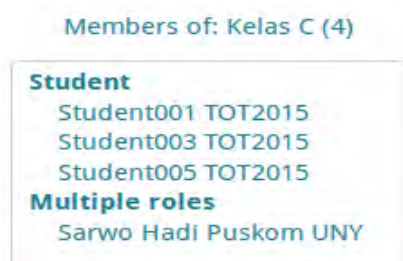 Members of: Kelas C (4)
Student
Student001 TOT2015
Student003 TOT2015
Student005 TOT2015
Multiple roles
Sarwo Hadi Puskom UNY